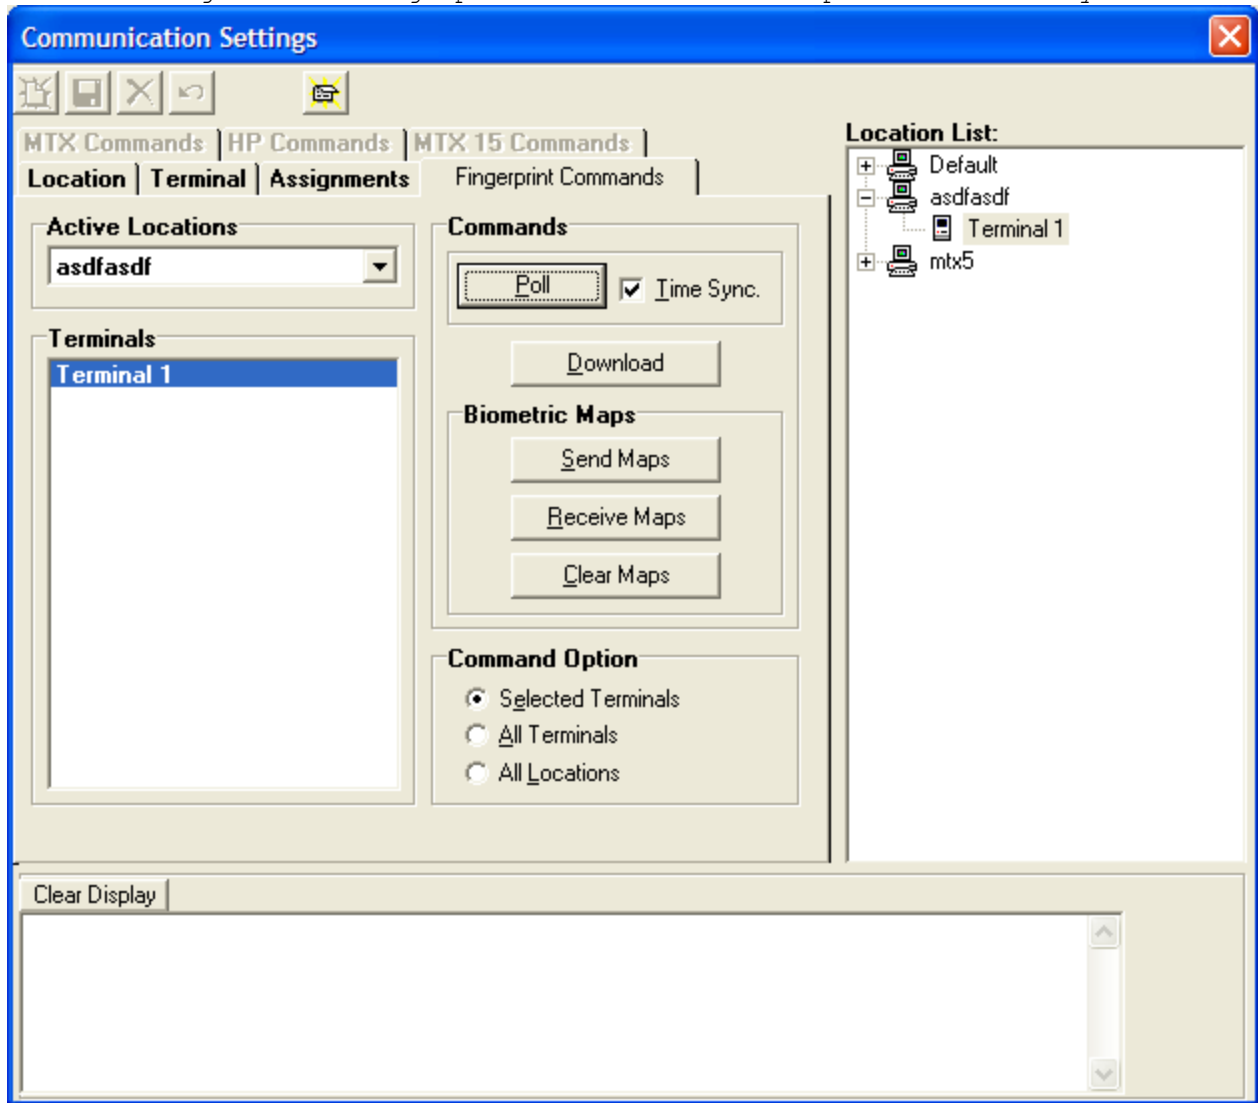 Communication Settings
MTX Commands HP Commands MTX 15 Commands
Location Terminal Assignments Fingerprint Commands
Active Locations
asdfasdf
Terminals
Terminal 1
Commands
Poll Time Sync.
Download
Biometric Maps
Send Maps
Receive Maps
Clear Maps
Command Option
Selected Terminals
All Terminals
All Locations
Location List:
Default
asdfasdf
Terminal 1
mtx5
Clear Display